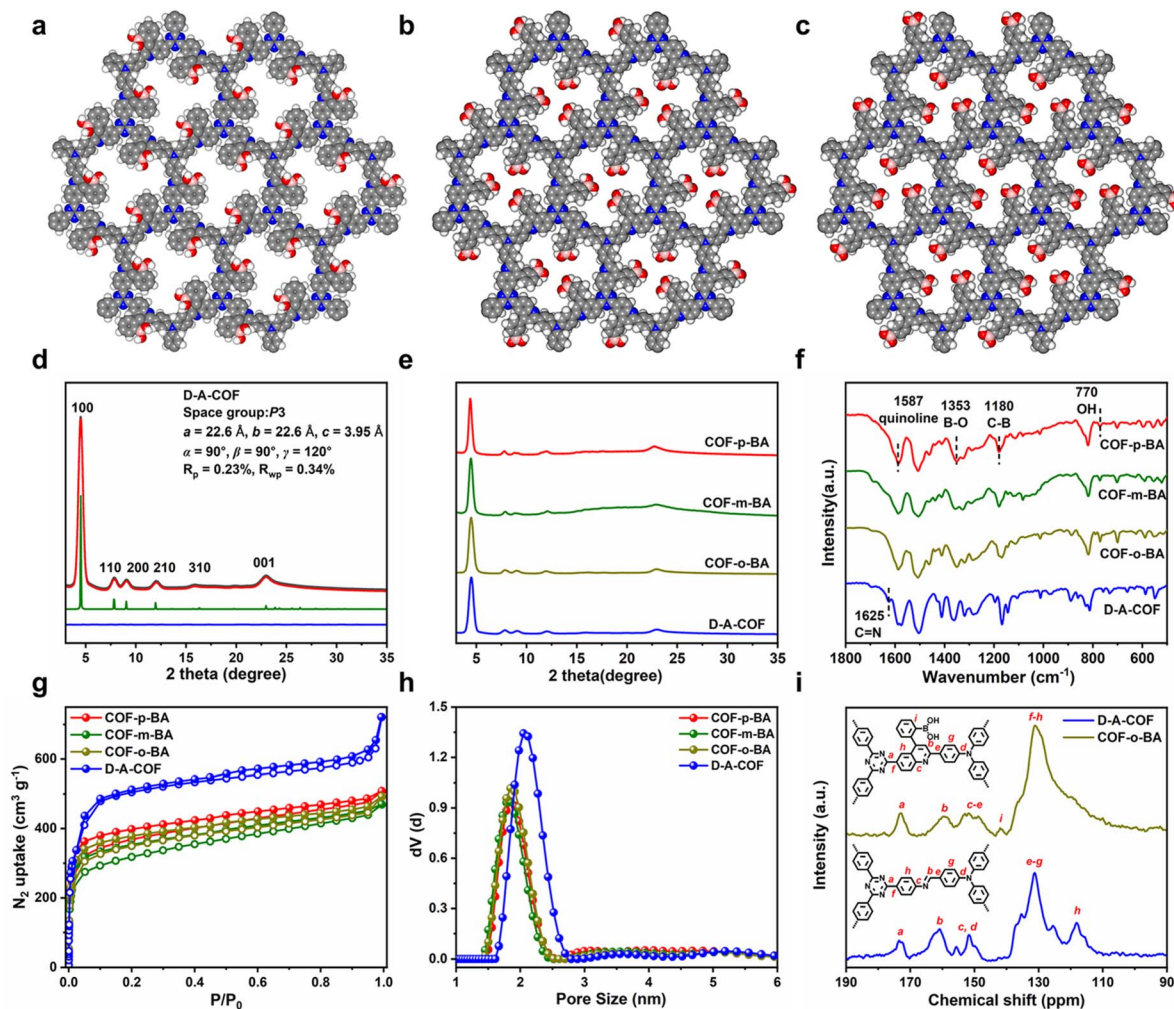 a
b
c
d
100
D-A-COF
Space group:P3
a = 22.6 Å, b = 22.6 Å, c = 3.95 Å
α = 90°, β = 90°, γ = 120°
Rp = 0.23%, Rwp = 0.34%
110 200 210 310 001
5 10 15 20 25 30 35
2 theta (degree)
e
COF-p-BA
COF-m-BA
COF-o-BA
D-A-COF
5 10 15 20 25 30 35
2 theta(degree)
f
1587
quinoline
1353
B-O
1180
C-B
770
OH
COF-p-BA
COF-m-BA
COF-o-BA
D-A-COF
1625
C=N
Intensity(a.u.)
1800 1600 1400 1200 1000 800 600
Wavenumber (cm-1)
g
COF-p-BA
COF-m-BA
COF-o-BA
D-A-COF
600
400
200
0
N2 uptake (cm3 g-1)
0.0 0.2 0.4 0.6 0.8 1.0
P/P0
h
COF-p-BA
COF-m-BA
COF-o-BA
D-A-COF
1.5
1.2
0.9
0.6
0.3
0.0
dV (d)
1 2 3 4 5 6
Pore Size (nm)
i
D-A-COF
COF-o-BA
f-h
i
OH
B
OH
a
f
h
c
b
e
g
d
N
N
N
N
N
a
b
c-e
i
e-g
a
f
h
c
N
b
e
g
d
N
N
N
N
a
b
c, d
h
Intensity (a.u.)
190 170 150 130 110 90
Chemical shift (ppm)